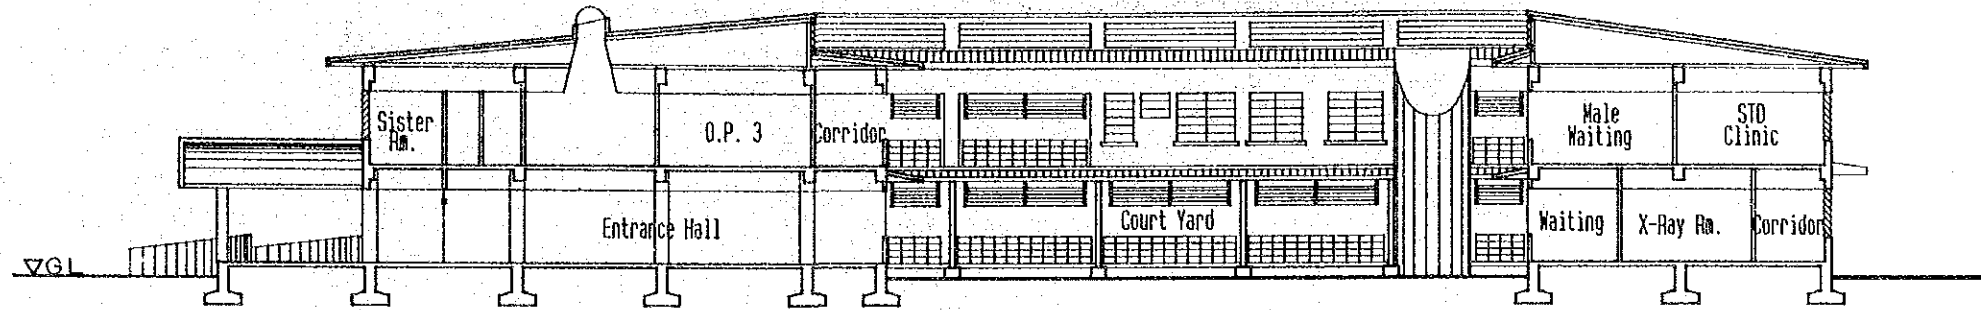 Sister
Rm.
O.P. 3
Corridor
Male
Waiting
STD
Clinic
Entrance Hall
Court Yard
Waiting
X-Ray Rm.
Corridor
▽GL